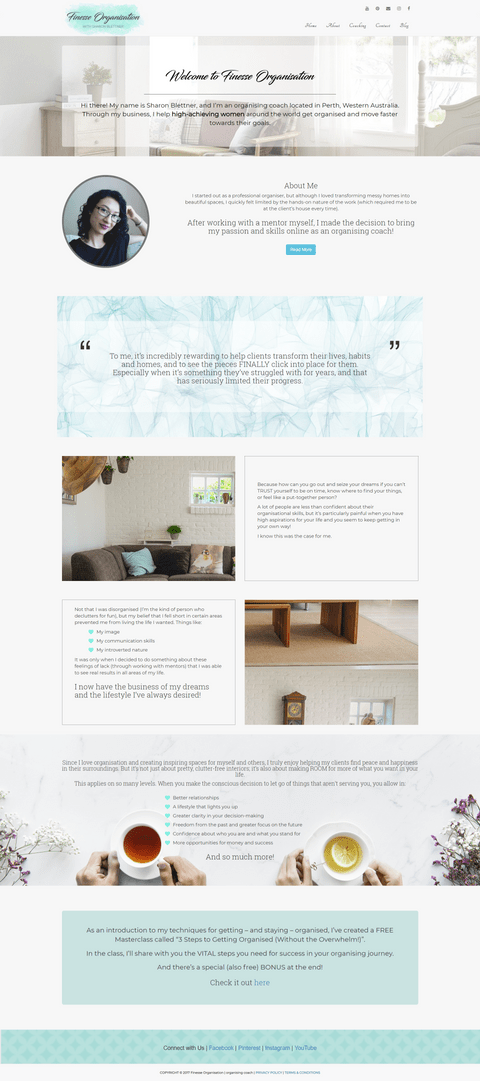 Finesse Organisation
WITH SHARON BLETTNER
Home About Coaching Contact Blog
Welcome to Finesse Organisation
Hi there! My name is Sharon Blettner, and I'm an organising coach located in Perth, Western Australia.
Through my business, I help high-achieving women around the world get organised and move faster
towards their goals.
About Me
I started out as a professional organiser, but although I loved transforming messy homes into
beautiful spaces, I quickly felt limited by the hands-on nature of the work (which required me to be
at the client's house every time).
After working with a mentor myself, I made the decision to bring
my passion and skills online as an organising coach!
Read More
“ ”
To me, it's incredibly rewarding to help clients transform their lives, habits
and homes, and to see the pieces FINALLY click into place for them.
Especially when it's something they've struggled with for years, and that
has seriously limited their progress.
Because how can you go out and seize your dreams if you can't
TRUST yourself to be on time, know where to find your things,
or feel like a put-together person?
A lot of people are less than confident about their
organisational skills, but it's particularly painful when you have
high aspirations for your life and you seem to keep getting in
your own way!
I know this was the case for me.
Not that I was disorganised (I'm the kind of person who
declutters for fun), but my belief that I fell short in certain areas
prevented me from living the life I wanted. Things like:
My image
My communication skills
My introverted nature
It was only when I decided to do something about these
feelings of lack (through working with mentors) that I was able
to see real results in all areas of my life.
I now have the business of my dreams
and the lifestyle I've always desired!
Since I love organisation and creating inspiring spaces for myself and others, I truly enjoy helping my clients find peace and happiness
in their surroundings. But it's not just about pretty, clutter-free interiors; it's also about making ROOM for more of what you want in your
life.
This applies on so many levels. When you make the conscious decision to let go of things that aren't serving you, you allow in:
Better relationships
A lifestyle that lights you up
Greater clarity in your decision-making
Freedom from the past and greater focus on the future
Confidence about who you are and what you stand for
More opportunities for money and success
And so much more!
As an introduction to my techniques for getting – and staying – organised, I've created a FREE
Masterclass called “3 Steps to Getting Organised (Without the Overwhelm!)”.
In the class, I'll share with you the VITAL steps you need for success in your organising journey.
And there's a special (also free) BONUS at the end!
Check it out here
Connect with Us | Facebook | Pinterest | Instagram | YouTube
COPYRIGHT © 2017 Finesse Organisation | organising coach | PRIVACY POLICY | TERMS & CONDITIONS